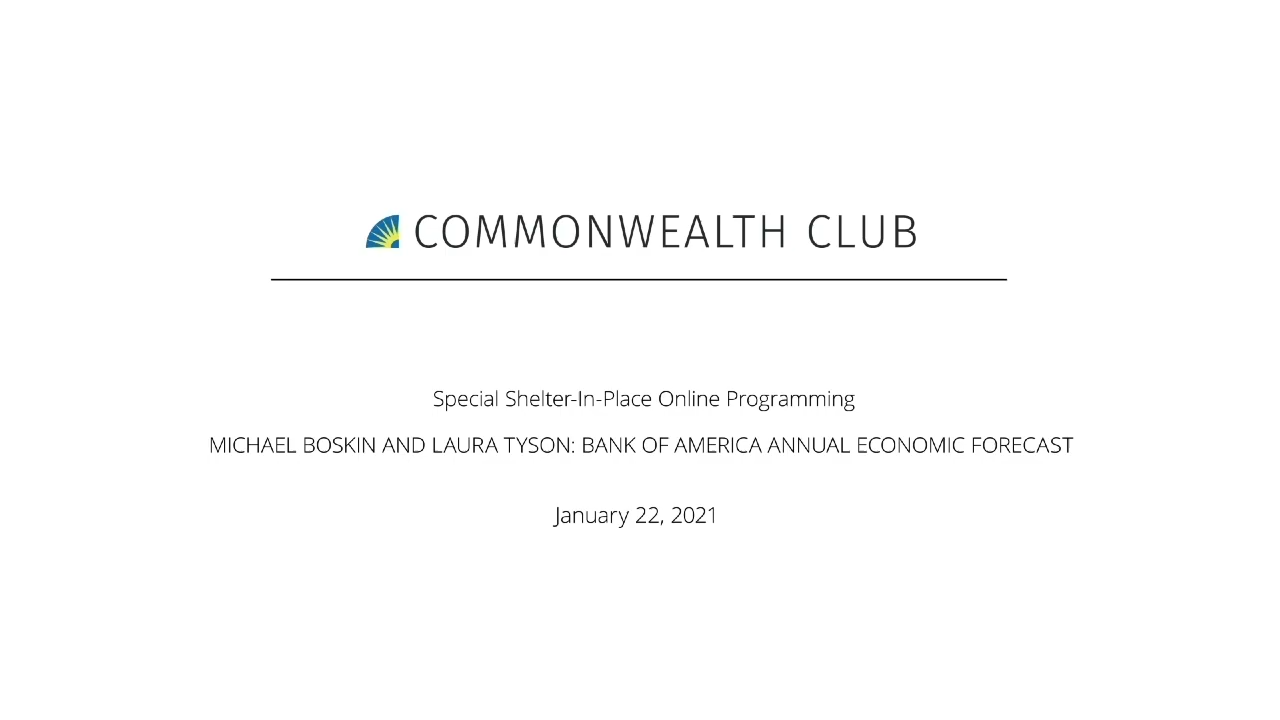 COMMONWEALTH CLUB
Special Shelter-In-Place Online Programming
MICHAEL BOSKIN AND LAURA TYSON: BANK OF AMERICA ANNUAL ECONOMIC FORECAST
January 22, 2021